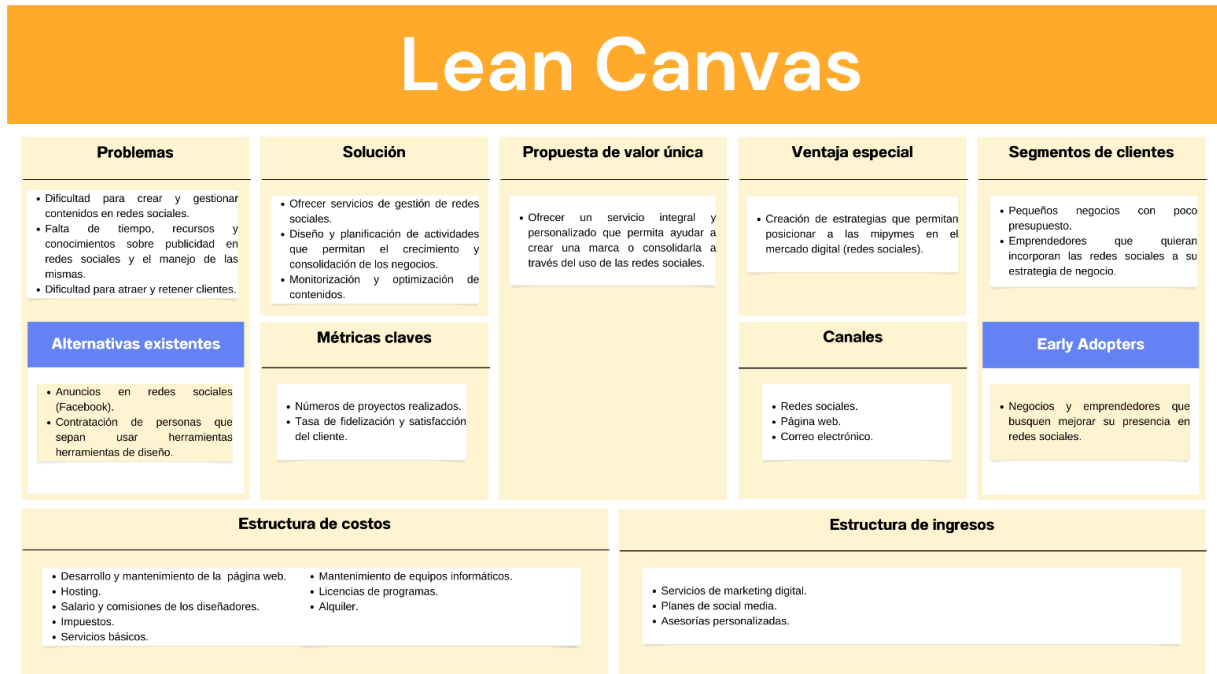 Lean Canvas
Problemas
• Dificultad para crear y gestionar
contenidos en redes sociales.
• Falta de tiempo, recursos y
conocimientos sobre publicidad en
redes sociales y el manejo de las
mismas.
• Dificultad para atraer y retener clientes.
Alternativas existentes
• Anuncios en redes sociales
(Facebook).
• Contratación de personas que
sepan usar herramientas
herramientas de diseño.
Solución
• Ofrecer servicios de gestión de redes
sociales.
• Diseño y planificación de actividades
que permitan el crecimiento y
consolidación de los negocios.
• Monitorización y optimización de
contenidos.
Métricas claves
• Números de proyectos realizados.
• Tasa de fidelización y satisfacción
del cliente.
Propuesta de valor única
• Ofrecer un servicio integral y
personalizado que permita ayudar a
crear una marca o consolidarla a
través del uso de las redes sociales.
Ventaja especial
• Creación de estrategias que permitan
posicionar a las mipymes en el
mercado digital (redes sociales).
Canales
• Redes sociales.
• Página web.
• Correo electrónico.
Segmentos de clientes
• Pequeños negocios con poco
presupuesto.
• Emprendedores que quieran
incorporan las redes sociales a su
estrategia de negocio.
Early Adopters
• Negocios y emprendedores que
busquen mejorar su presencia en
redes sociales.
Estructura de costos
• Desarrollo y mantenimiento de la página web.
• Hosting.
• Salario y comisiones de los diseñadores.
• Impuestos.
• Servicios básicos.
• Mantenimiento de equipos informáticos.
• Licencias de programas.
• Alquiler.
Estructura de ingresos
• Servicios de marketing digital.
• Planes de social media.
• Asesorías personalizadas.